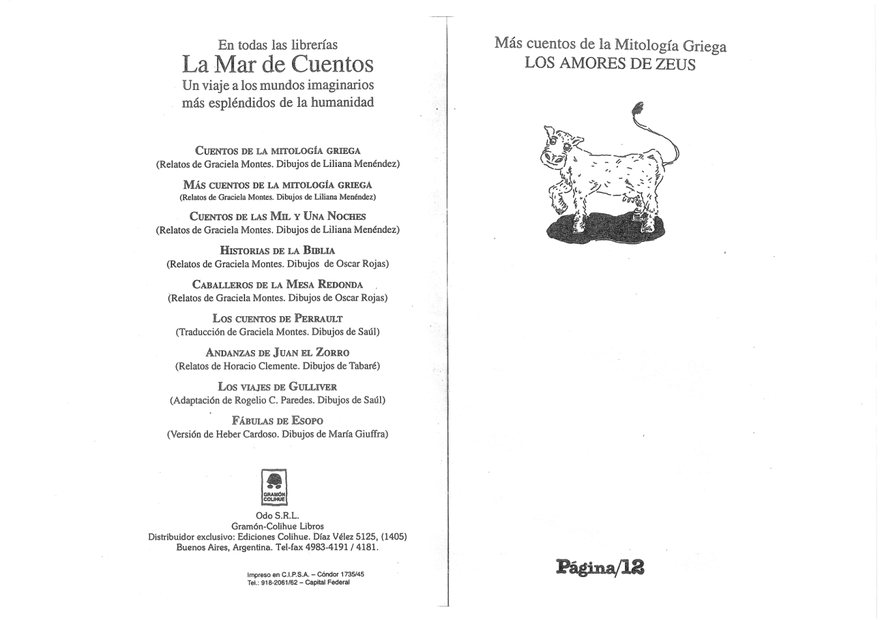 En todas las librerías
La Mar de Cuentos
Un viaje a los mundos imaginarios
más espléndidos de la humanidad
CUENTOS DE LA MITOLOGÍA GRIEGA
(Relatos de Graciela Montes. Dibujos de Liliana Menéndez)
MÁS CUENTOS DE LA MITOLOGÍA GRIEGA
(Relatos de Graciela Montes. Dibujos de Liliana Menéndez)
CUENTOS DE LAS MIL Y UNA NOCHES
(Relatos de Graciela Montes. Dibujos de Liliana Menéndez)
HISTORIAS DE LA BIBLIA
(Relatos de Graciela Montes. Dibujos de Oscar Rojas)
CABALLEROS DE LA MESA REDONDA
(Relatos de Graciela Montes. Dibujos de Oscar Rojas)
LOS CUENTOS DE PERRAULT
(Traducción de Graciela Montes. Dibujos de Saúl)
ANDANZAS DE JUAN EL ZORRO
(Relatos de Horacio Clemente. Dibujos de Tabaré)
LOS VIAJES DE GULLIVER
(Adaptación de Rogelio C. Paredes. Dibujos de Saúl)
FÁBULAS DE ESOPO
(Versión de Heber Cardoso. Dibujos de María Giuffra)
GRAMÓN
COLIHUE
Odo S.R.L.
Gramón-Colihue Libros
Distribuidor exclusivo: Ediciones Colihue. Díaz Vélez 5125, (1405)
Buenos Aires, Argentina. Tel-fax 4983-4191 / 4181.
Impreso en C.I.P.S.A. – Cóndor 1735/45
Tel.: 918-2061/62 – Capital Federal
Más cuentos de la Mitología Griega
LOS AMORES DE ZEUS
Página/12